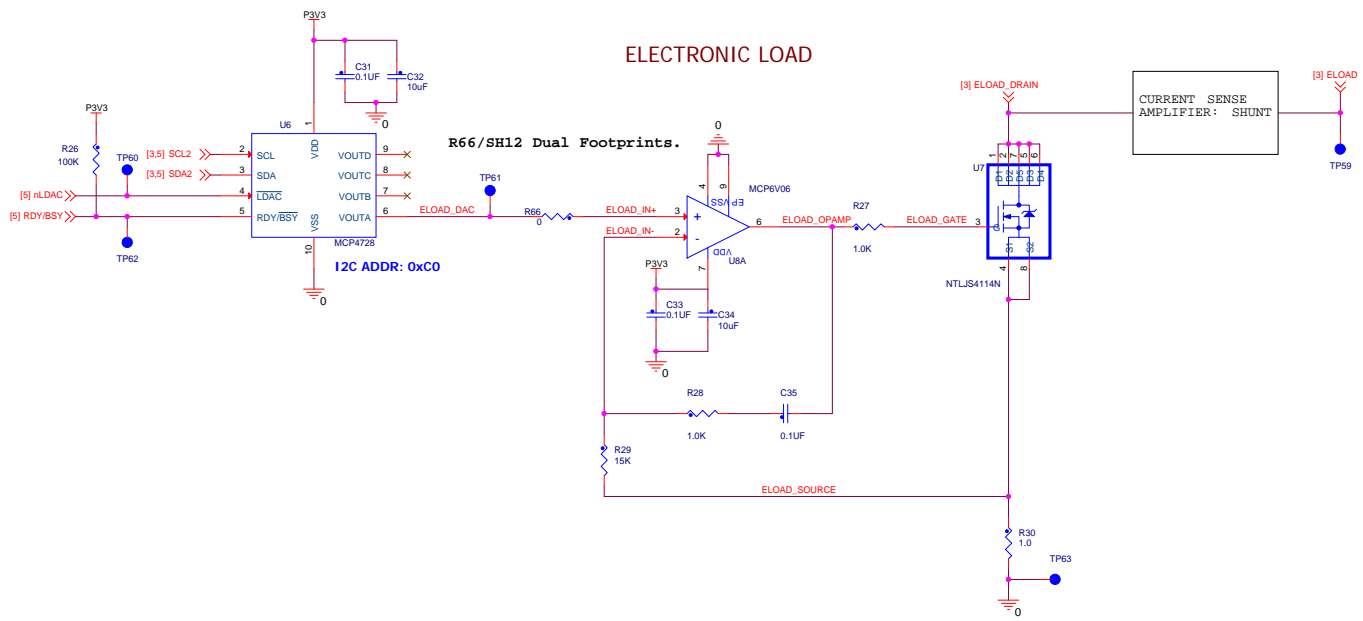 ELECTRONIC LOAD
P3V3
C31
0.1UF
C32
10uF
0
P3V3
R26
100K
TP60
[3,5] SCL2
[3,5] SDA2
[5] nLDAC
[5] RDY/BSY
TP62
U6
1
VDD
2
SCL
3
SDA
4
LDAC
5
RDY/BSY
VSS
10
VOUTD
9
VOUTC
8
VOUTB
7
VOUTA
6
MCP4728
I2C ADDR: 0xC0
0
R66/SH12 Dual Footprints.
TP61
ELOAD_DAC
R66
0
ELOAD_IN+
ELOAD_IN-
0
4
9
VSS
EP
MCP6V06
3
+
2
-
6
VDD
U8A
7
P3V3
C33
0.1UF
C34
10uF
0
ELOAD_OPAMP
R27
1.0K
ELOAD_GATE
R28
1.0K
C35
0.1UF
R29
15K
ELOAD_SOURCE
[3] ELOAD_DRAIN
CURRENT SENSE
AMPLIFIER: SHUNT
[3] ELOAD
TP59
U7
1
2
7
5
6
D1
D2
D5
D3
D4
3
G
S1
S2
4
8
NTLJS4114N
R30
1.0
TP63
0